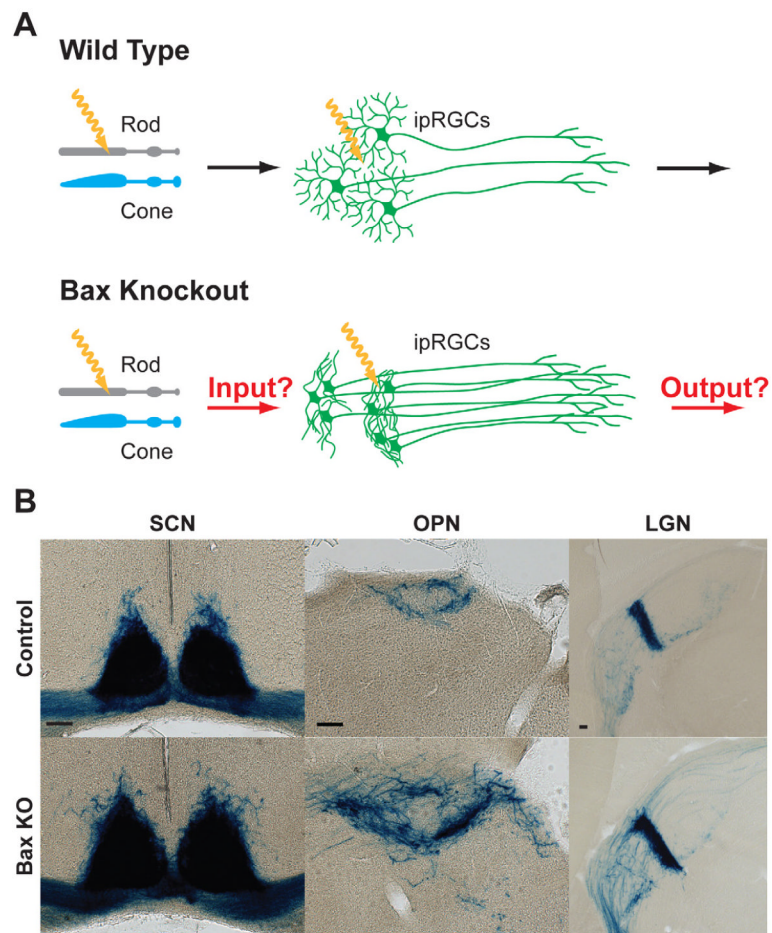 A
Wild Type
Rod
ipRGCs
Cone
Bax Knockout
Rod
ipRGCs
Input?
Output?
Cone
B
SCN OPN LGN
Control
Bax KO